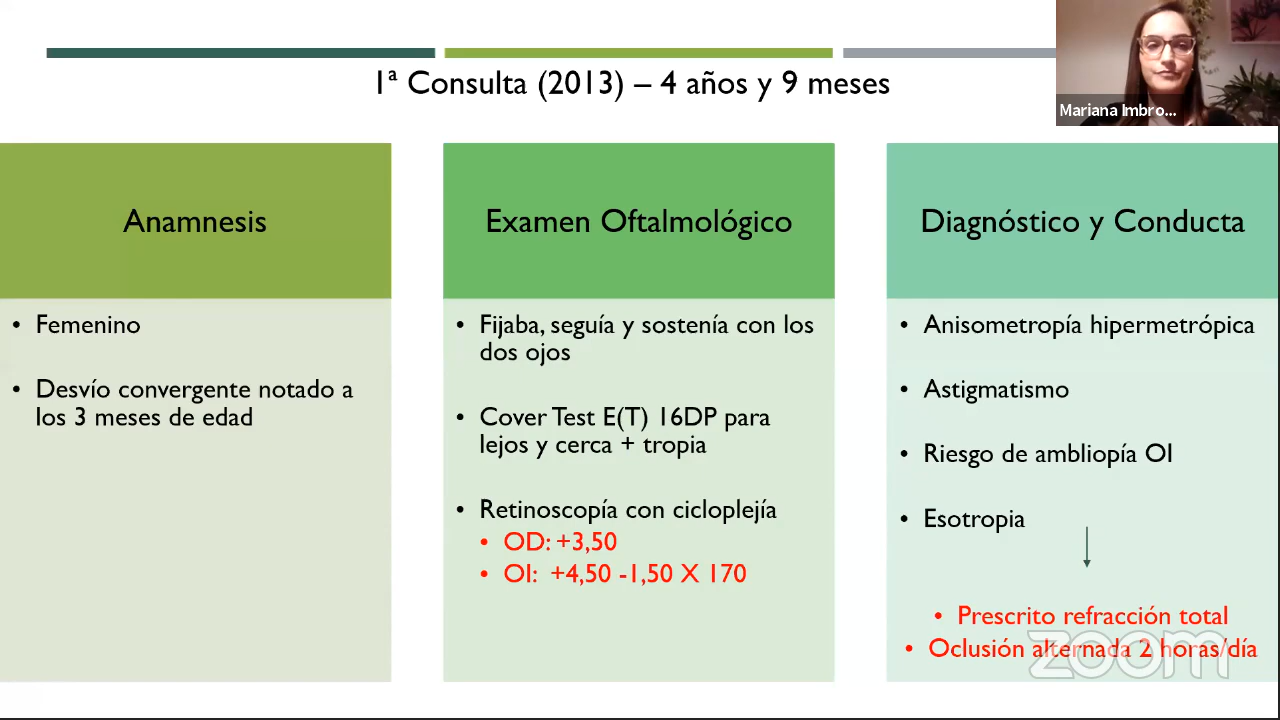 1ª Consulta (2013) – 4 años y 9 meses
Mariana Imbro...
Anamnesis
• Femenino
• Desvío convergente notado a
los 3 meses de edad
Examen Oftalmológico
• Fijaba, seguía y sostenía con los
dos ojos
• Cover Test E(T) 16DP para
lejos y cerca + tropia
• Retinoscopía con cicloplejía
• OD: +3,50
• OI:  +4,50 -1,50 X 170
Diagnóstico y Conducta
• Anisometropía hipermetrópica
• Astigmatismo
• Riesgo de ambliopía OI
• Esotropia
• Prescrito refracción total
• Oclusión alternada 2 horas/día
zoom